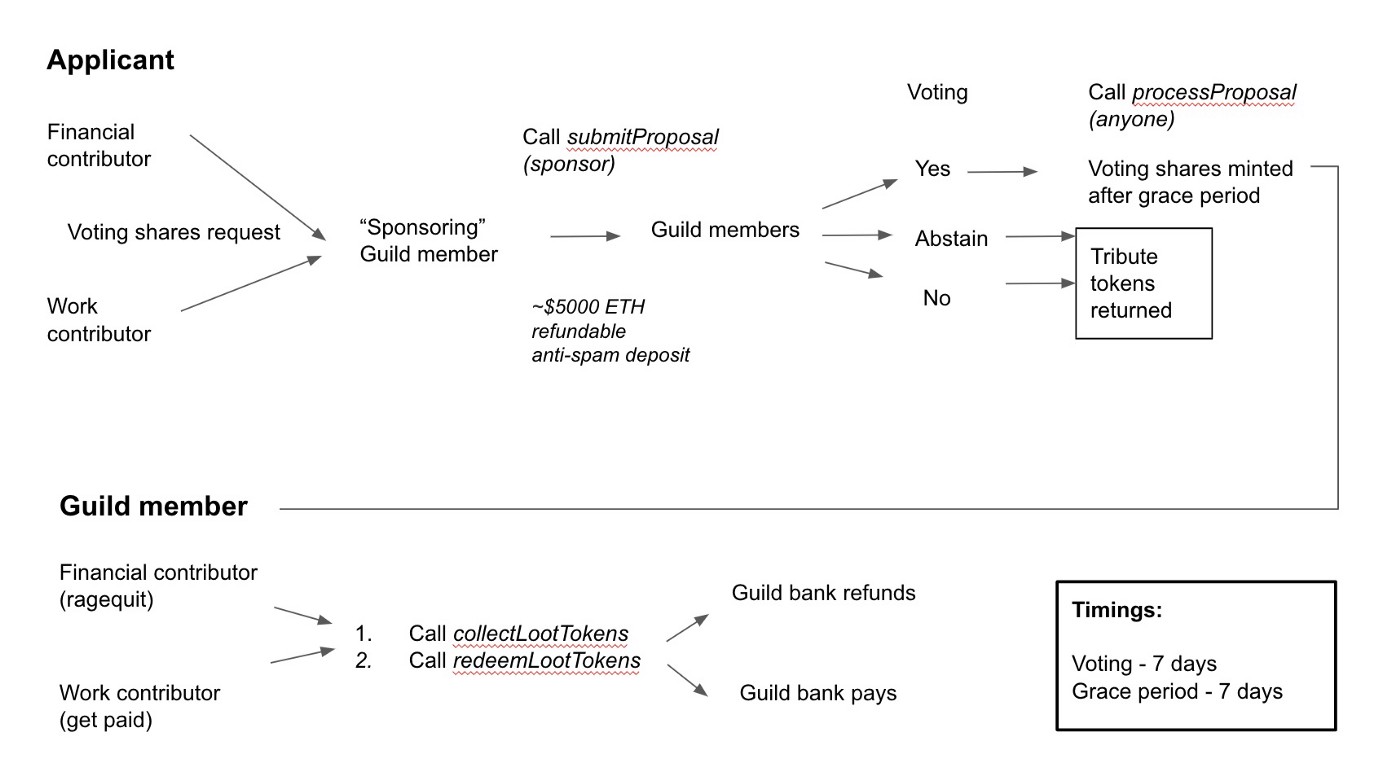 Applicant
Financial
contributor
Voting shares request
Work
contributor
“Sponsoring”
Guild member
Call submitProposal
(sponsor)
~$5000 ETH
refundable
anti-spam deposit
Guild members
Voting
Yes
Abstain
No
Call processProposal
(anyone)
Voting shares minted
after grace period
Tribute
tokens
returned
Guild member
Financial contributor
(ragequit)
Work contributor
(get paid)
1. Call collectLootTokens
2. Call redeemLootTokens
Guild bank refunds
Guild bank pays
Timings:
Voting - 7 days
Grace period - 7 days